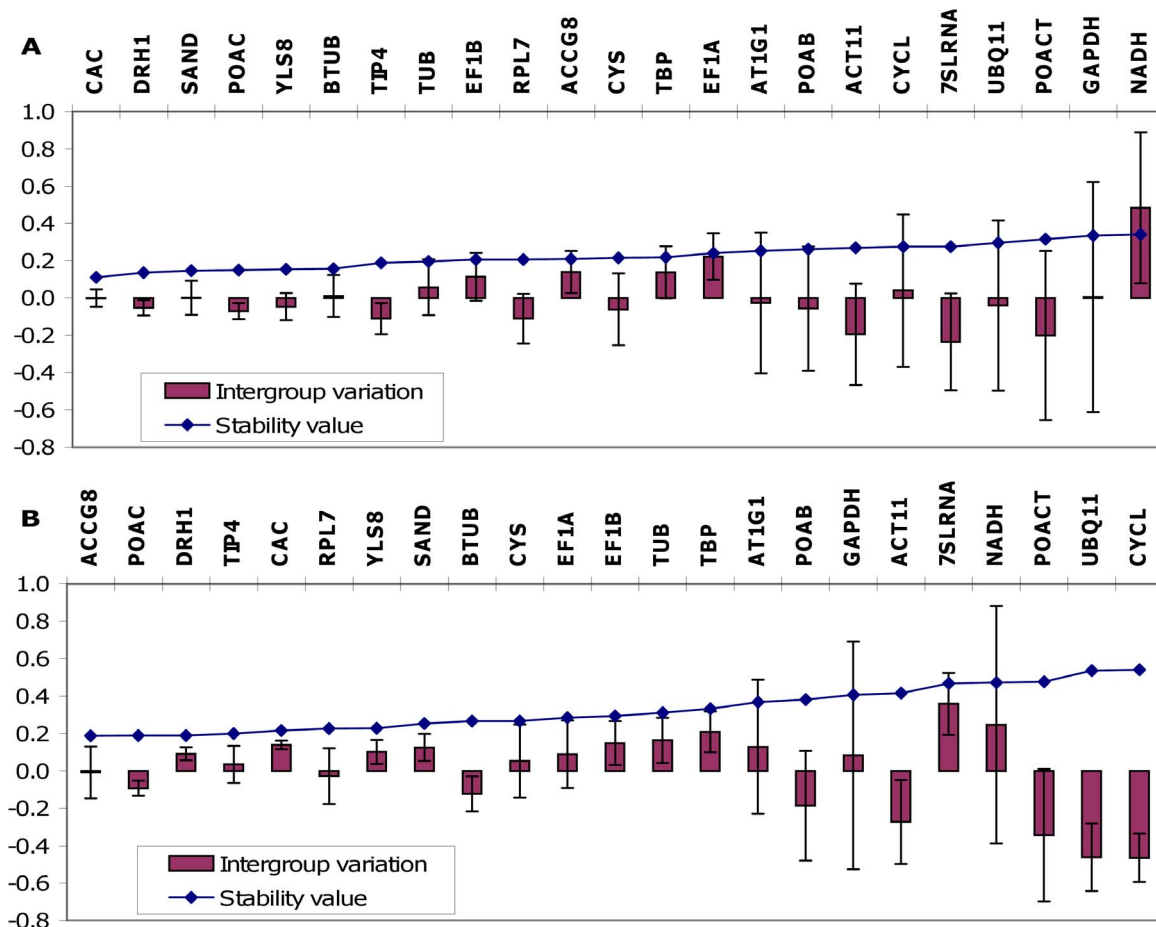 A
CAC DRH1 SAND POAC YLS8 BTUB TIP4 TUB EF1B RPL7 ACCG8 CYS TBP EF1A AT1G1 POAB ACT11 CYCL 7SLRNA UBQ11 POACT GAPDH NADH
1.0
0.8
0.6
0.4
0.2
0.0
-0.2
-0.4
-0.6
-0.8
Intergroup variation
Stability value
B
ACCG8 POAC DRH1 TIP4 CAC RPL7 YLS8 SAND BTUB CYS EF1A EF1B TUB TBP AT1G1 POAB GAPDH ACT11 7SLRNA NADH POACT UBQ11 CYCL
1.0
0.8
0.6
0.4
0.2
0.0
-0.2
-0.4
-0.6
-0.8
Intergroup variation
Stability value